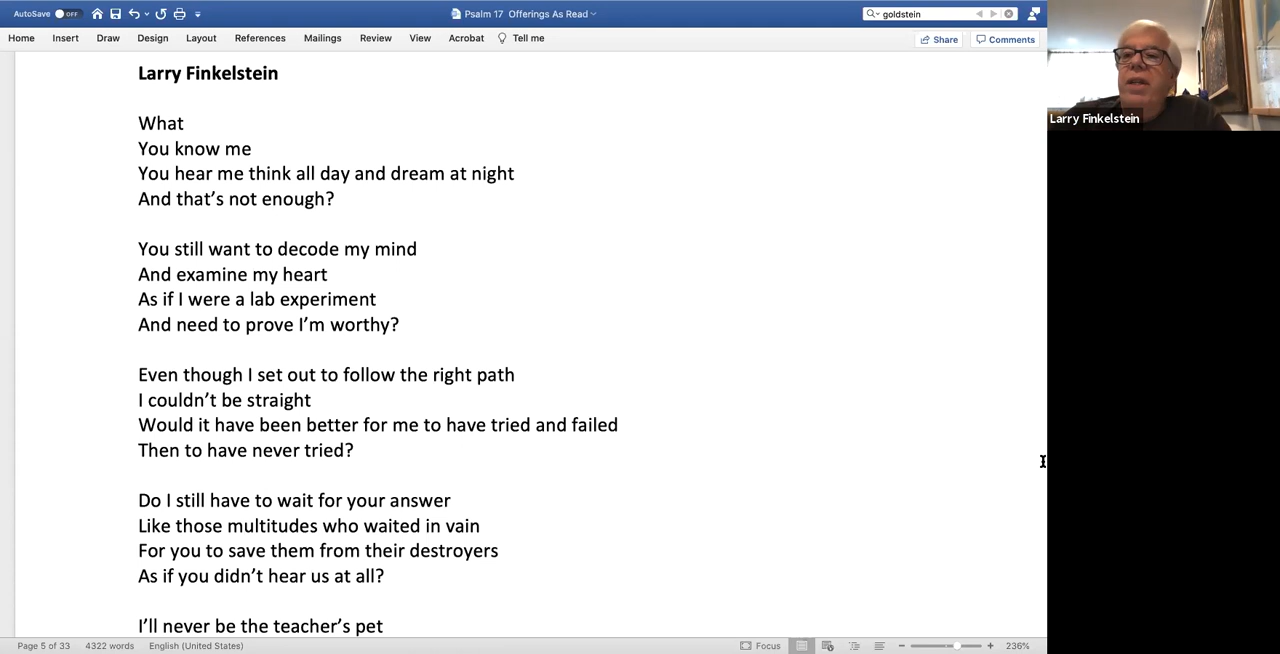 AutoSave OFF
Psalm 17 Offerings As Read
goldstein
Home Insert Draw Design Layout References Mailings Review View Acrobat Tell me
Share Comments
Larry Finkelstein
What
You know me
You hear me think all day and dream at night
And that’s not enough?
You still want to decode my mind
And examine my heart
As if I were a lab experiment
And need to prove I’m worthy?
Even though I set out to follow the right path
I couldn’t be straight
Would it have been better for me to have tried and failed
Then to have never tried?
Do I still have to wait for your answer
Like those multitudes who waited in vain
For you to save them from their destroyers
As if you didn’t hear us at all?
I’ll never be the teacher’s pet
Page 5 of 33 4322 words English (United States) Focus 236%
Larry Finkelstein